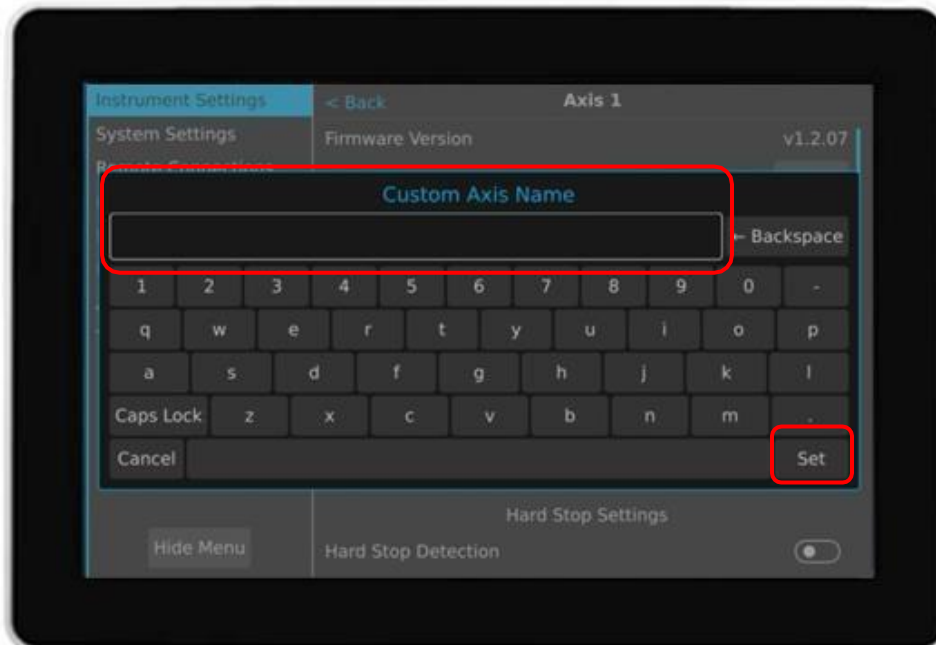 Instrument Settings
< Back
Axis 1
System Settings
Firmware Version
v1.2.07
Remote Connections
Custom Axis Name
← Backspace
1 2 3 4 5 6 7 8 9 0 -
q w e r t y u i o p
a s d f g h j k l
Caps Lock z x c v b n m .
Cancel
Set
Hard Stop Settings
Hide Menu
Hard Stop Detection